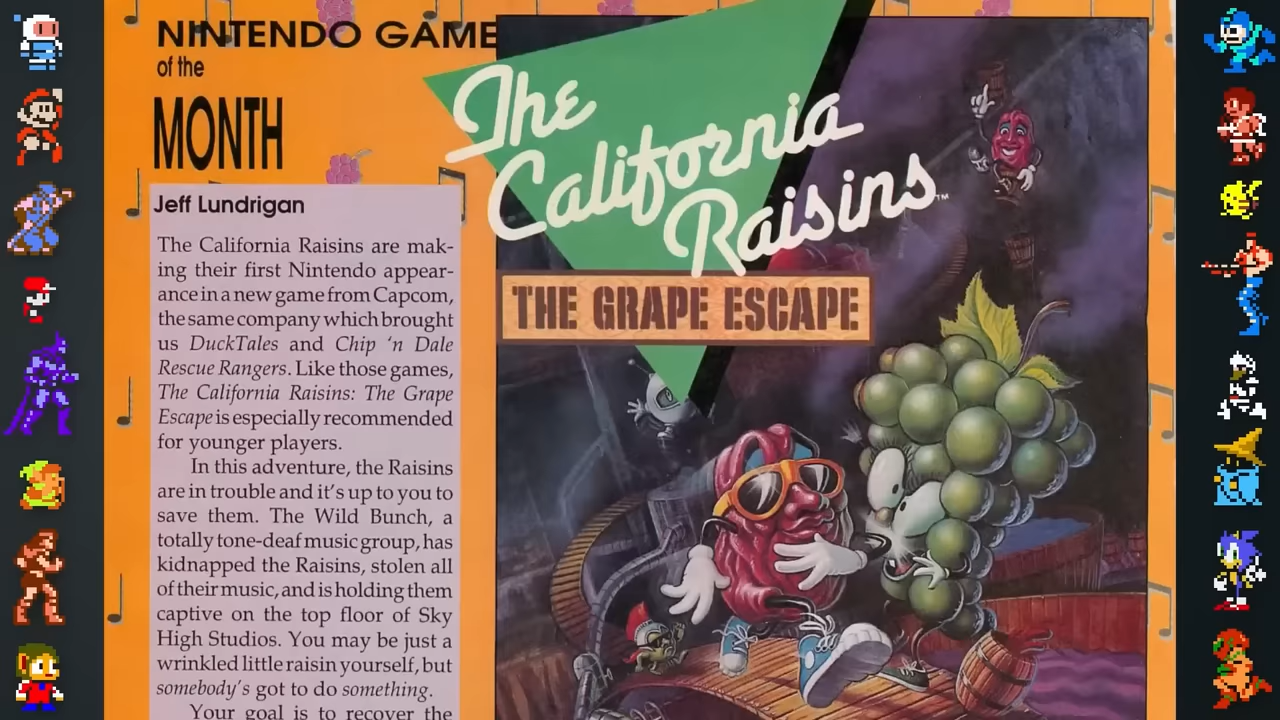 NINTENDO GAME
of the
MONTH
Jeff Lundrigan
The California Raisins are mak-
ing their first Nintendo appear-
ance in a new game from Capcom,
the same company which brought
us DuckTales and Chip 'n Dale
Rescue Rangers. Like those games,
The California Raisins: The Grape
Escape is especially recommended
for younger players.
In this adventure, the Raisins
are in trouble and it's up to you to
save them. The Wild Bunch, a
totally tone-deaf music group, has
kidnapped the Raisins, stolen all
of their music, and is holding them
captive on the top floor of Sky
High Studios. You may be just a
wrinkled little raisin yourself, but
somebody's got to do something.
Your goal is to recover the
The
California
Raisins™
THE GRAPE ESCAPE